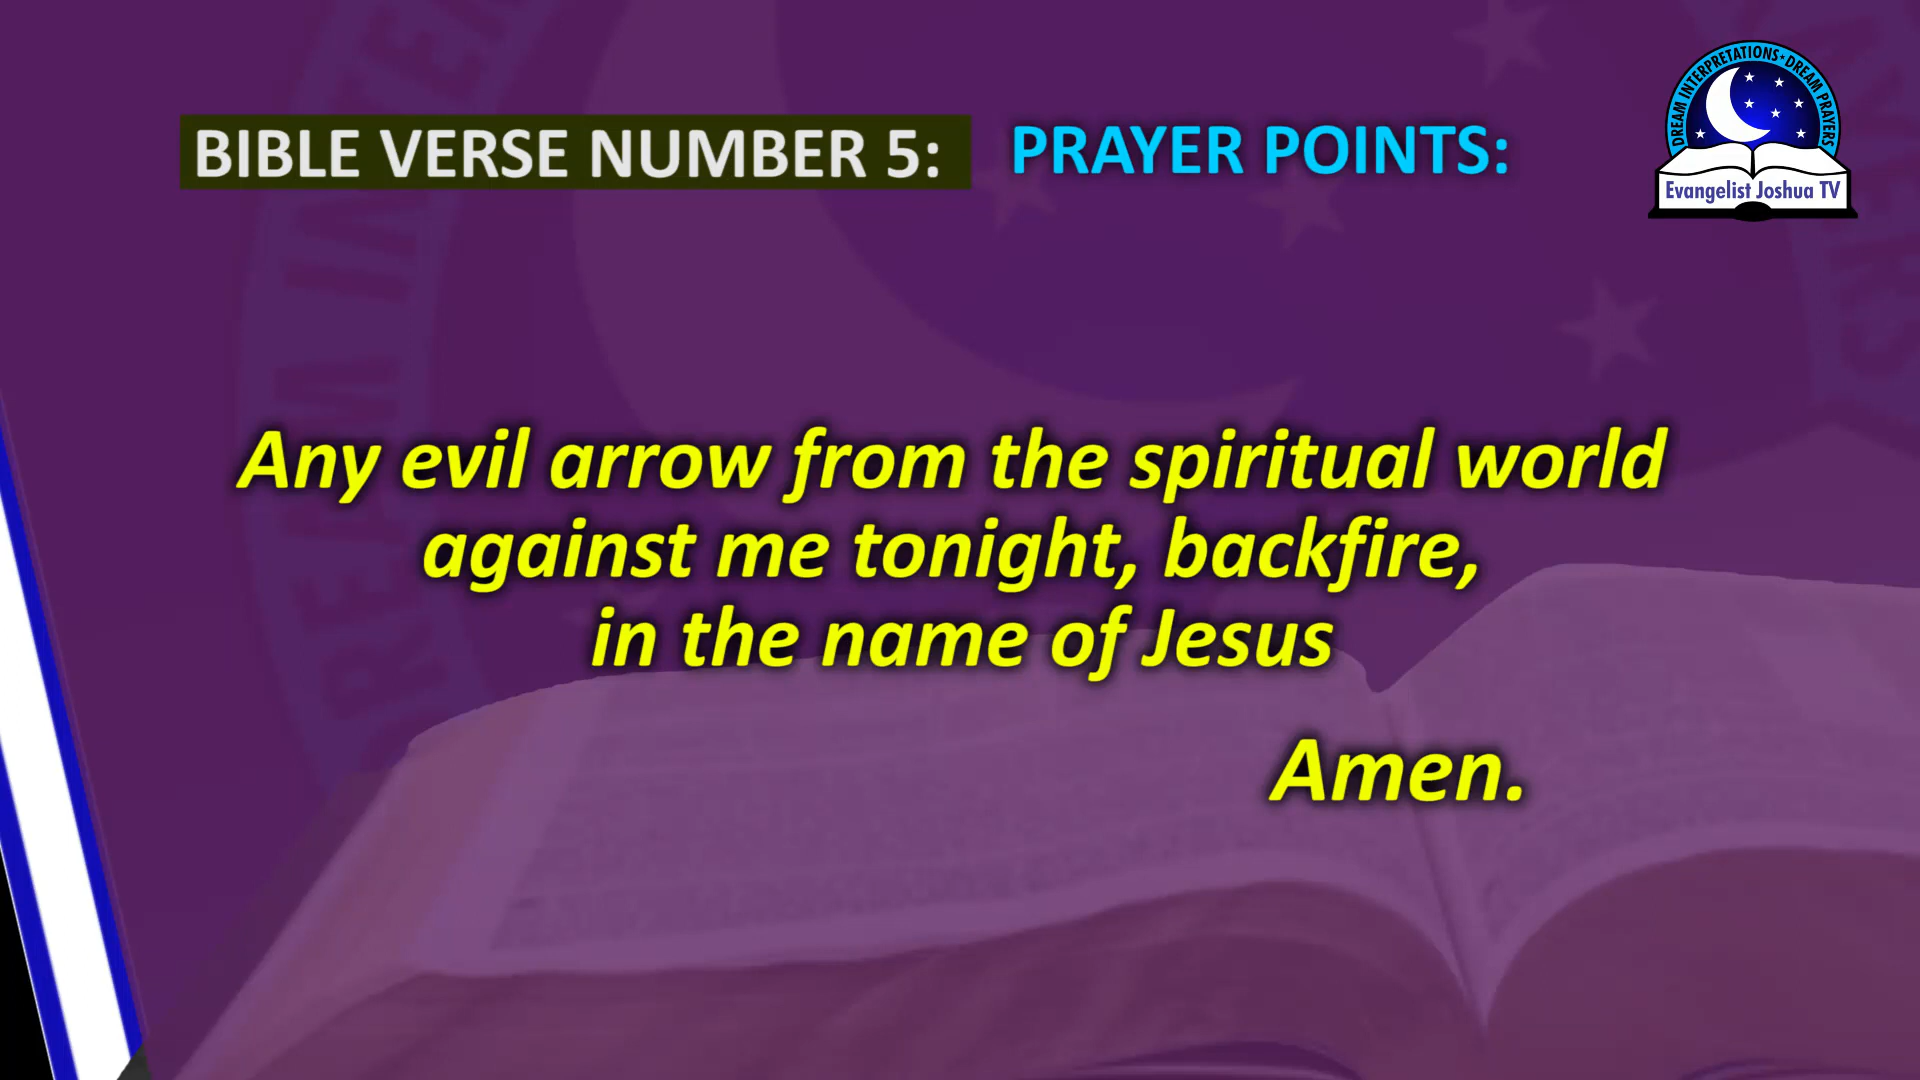 BIBLE VERSE NUMBER 5: PRAYER POINTS:
DREAM INTERPRETATIONS • DREAM PRAYERS
Evangelist Joshua TV
Any evil arrow from the spiritual world
against me tonight, backfire,
in the name of Jesus
Amen.